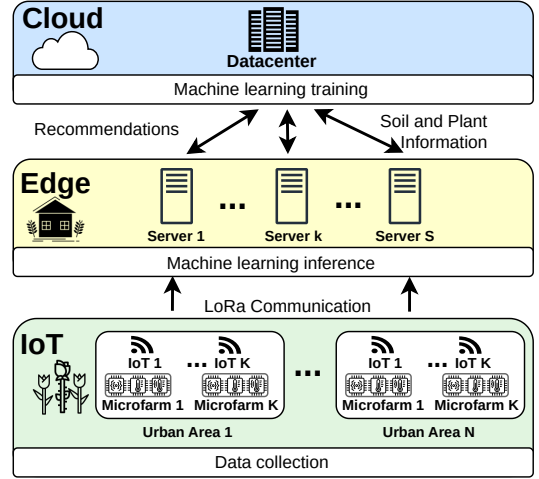 Cloud
Datacenter
Machine learning training
Recommendations
Soil and Plant
Information
Edge
... ...
Server 1 Server k Server S
Machine learning inference
LoRa Communication
IoT
IoT 1 ... IoT K ... IoT 1 ... IoT K
Microfarm 1 Microfarm K Microfarm 1 Microfarm K
Urban Area 1 Urban Area N
Data collection